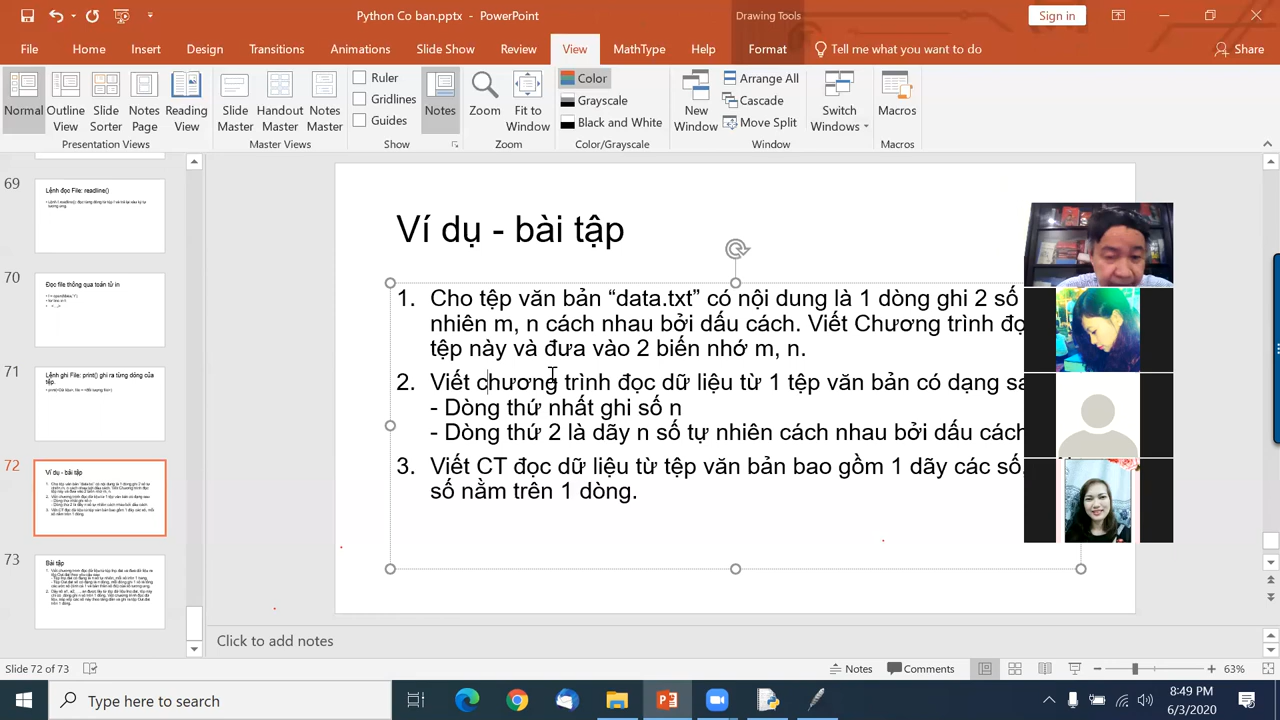 Python Co ban.pptx - PowerPoint
Drawing Tools
Sign in
File Home Insert Design Transitions Animations Slide Show Review View MathType Help Format Tell me what you want to do Share
Normal Outline View Slide Sorter Notes Page Reading View
Slide Master Handout Master Notes Master
Ruler
Gridlines
Guides
Notes
Zoom Fit to Window
Color
Grayscale
Black and White
New Window
Arrange All
Cascade
Move Split
Switch Windows
Macros
Presentation Views Master Views Show Zoom Color/Grayscale Window Macros
69
Lệnh đọc File: readline()
70
Đọc file thông qua toán tử in
71
Lệnh ghi File: print() ghi ra từng dòng của tệp.
72
Ví dụ - bài tập
73
Bài tập
Ví dụ - bài tập
1. Cho tệp văn bản “data.txt” có nội dung là 1 dòng ghi 2 số
nhiên m, n cách nhau bởi dấu cách. Viết Chương trình đọ
tệp này và đưa vào 2 biến nhớ m, n.
2. Viết chương trình đọc dữ liệu từ 1 tệp văn bản có dạng sa
- Dòng thứ nhất ghi số n
- Dòng thứ 2 là dãy n số tự nhiên cách nhau bởi dấu cách
3. Viết CT đọc dữ liệu từ tệp văn bản bao gồm 1 dãy các số,
số nằm trên 1 dòng.
Click to add notes
Slide 72 of 73
Notes Comments 63%
Type here to search
8:49 PM
6/3/2020